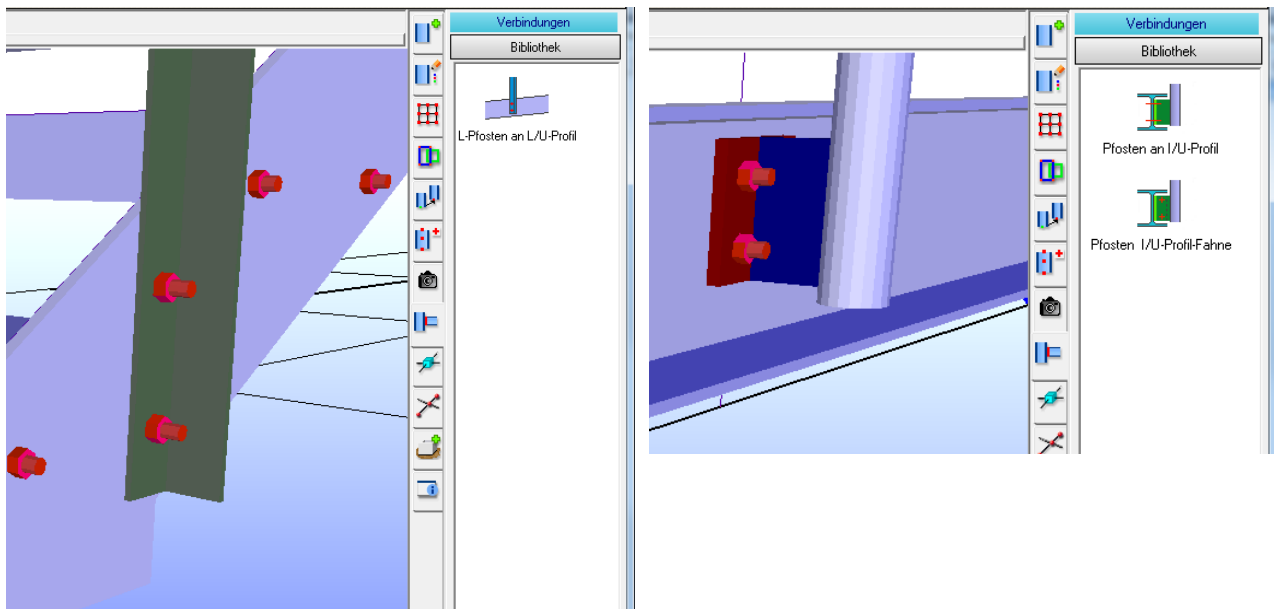 Verbindungen
Bibliothek
L-Pfosten an L/U-Profil
Verbindungen
Bibliothek
Pfosten an I/U-Profil
Pfosten I/U-Profil-Fahne